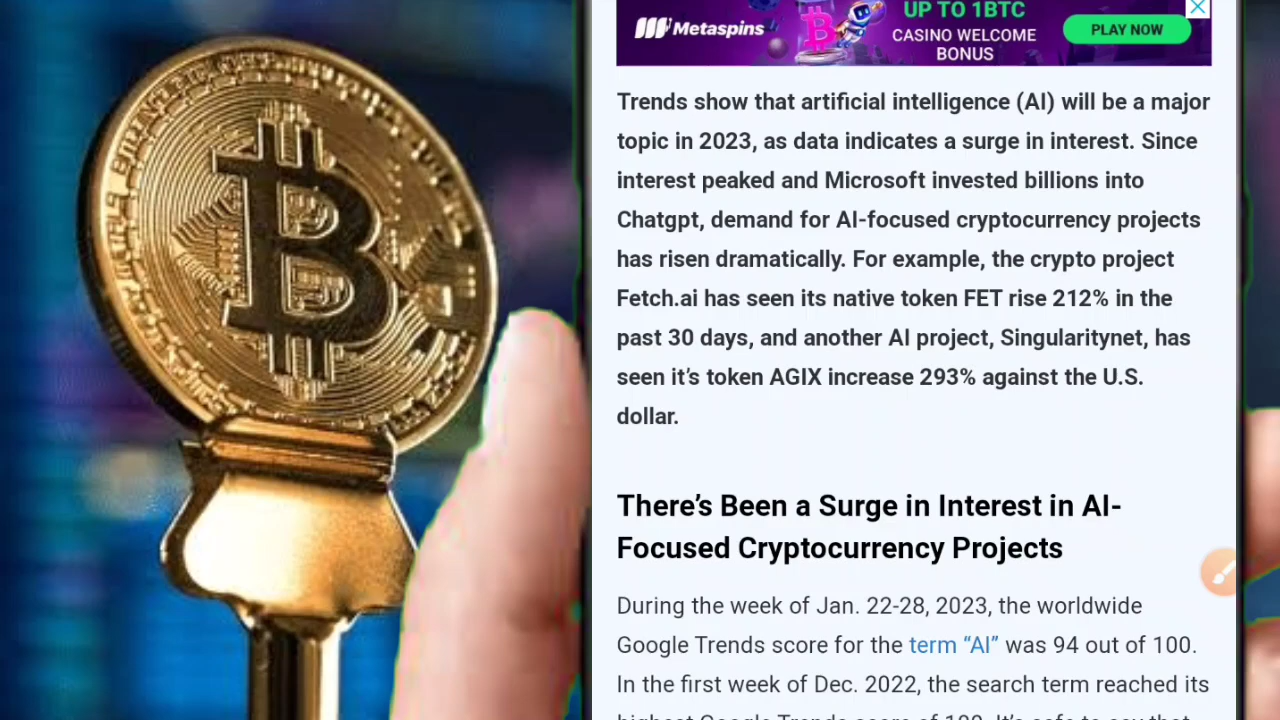 UP TO 1BTC
Metaspins
CASINO WELCOME
BONUS
PLAY NOW
Trends show that artificial intelligence (AI) will be a major
topic in 2023, as data indicates a surge in interest. Since
interest peaked and Microsoft invested billions into
Chatgpt, demand for AI-focused cryptocurrency projects
has risen dramatically. For example, the crypto project
Fetch.ai has seen its native token FET rise 212% in the
past 30 days, and another AI project, Singularitynet, has
seen it’s token AGIX increase 293% against the U.S.
dollar.
There’s Been a Surge in Interest in AI-
Focused Cryptocurrency Projects
During the week of Jan. 22-28, 2023, the worldwide
Google Trends score for the term “AI” was 94 out of 100.
In the first week of Dec. 2022, the search term reached its